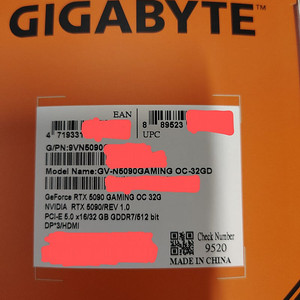 GIGABYTE™
EAN
4 719331
8 89523
UPC
G/PN:9VN5090
Model Name:GV-N5090GAMING OC-32GD
GeForce RTX 5090 GAMING OC 32G
NVIDIA RTX 5090/REV 1.0
PCI-E 5.0 x16/32 GB GDDR7/512 bit
DP*3/HDMI
Check Number
9520
MADE IN CHINA